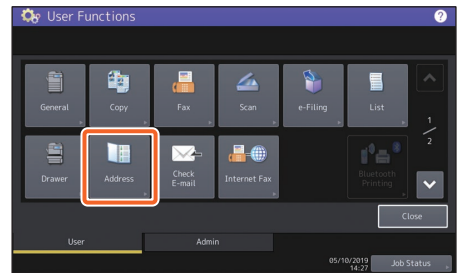 User Functions
?
General
Copy
Fax
Scan
e-Filing
List
1
2
Drawer
Address
Check
E-mail
Internet Fax
Bluetooth
Printing
Close
User
Admin
05/10/2019
14:27
Job Status